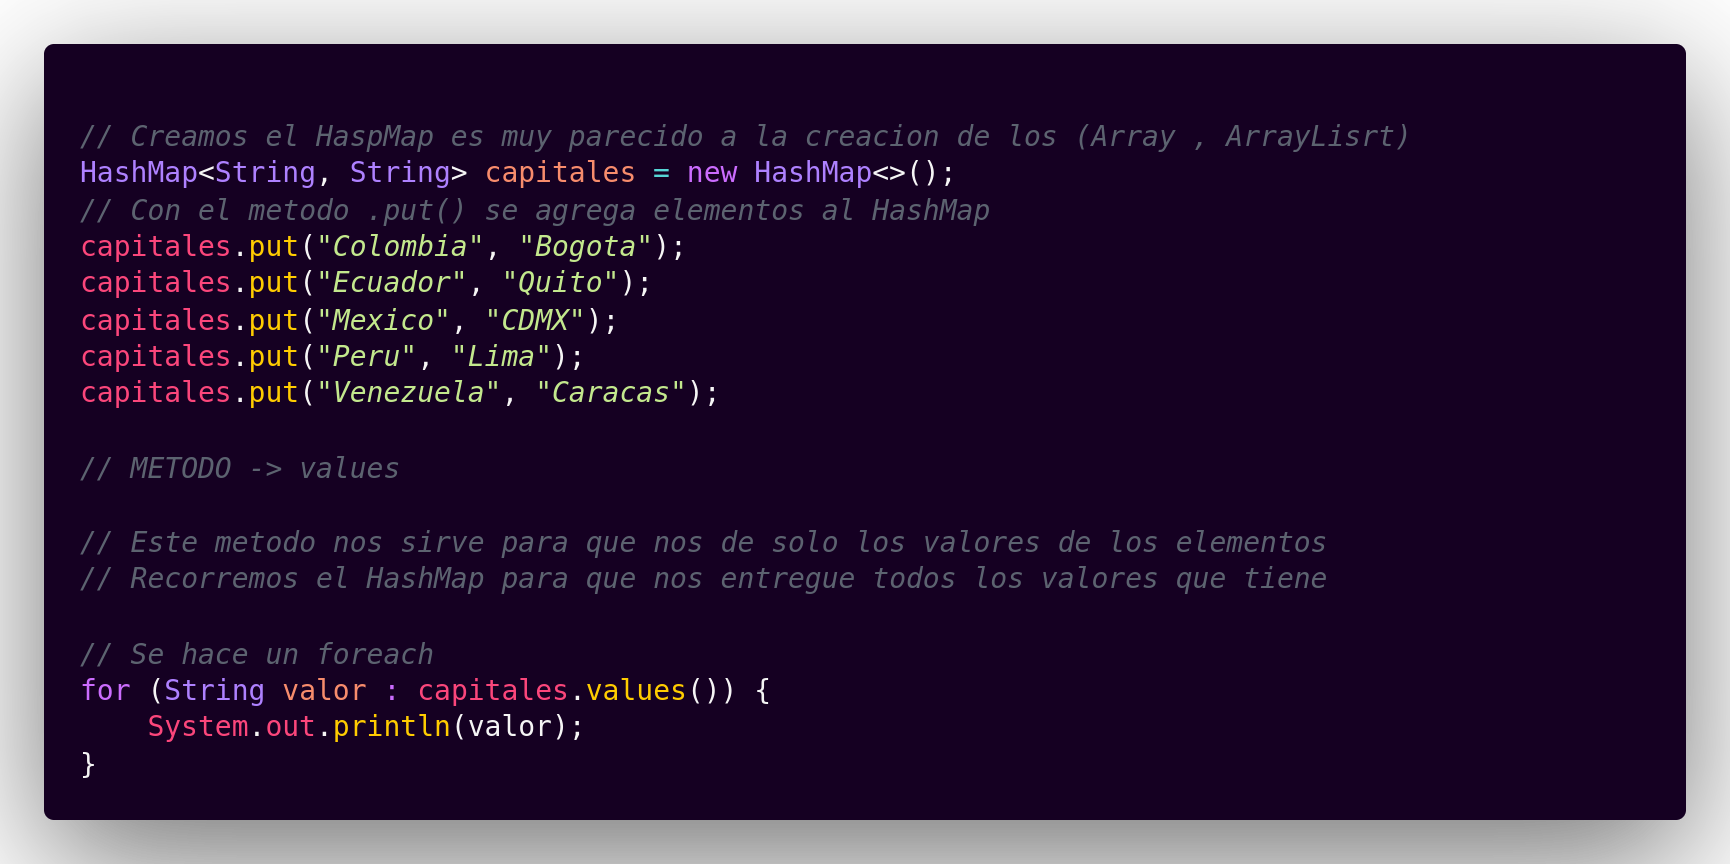 // Creamos el HaspMap es muy parecido a la creacion de los (Array , ArrayLisrt)
HashMap<String, String> capitales = new HashMap<>();
// Con el metodo .put() se agrega elementos al HashMap
capitales.put("Colombia", "Bogota");
capitales.put("Ecuador", "Quito");
capitales.put("Mexico", "CDMX");
capitales.put("Peru", "Lima");
capitales.put("Venezuela", "Caracas");
// METODO -> values
// Este metodo nos sirve para que nos de solo los valores de los elementos
// Recorremos el HashMap para que nos entregue todos los valores que tiene
// Se hace un foreach
for (String valor : capitales.values()) {
    System.out.println(valor);
}